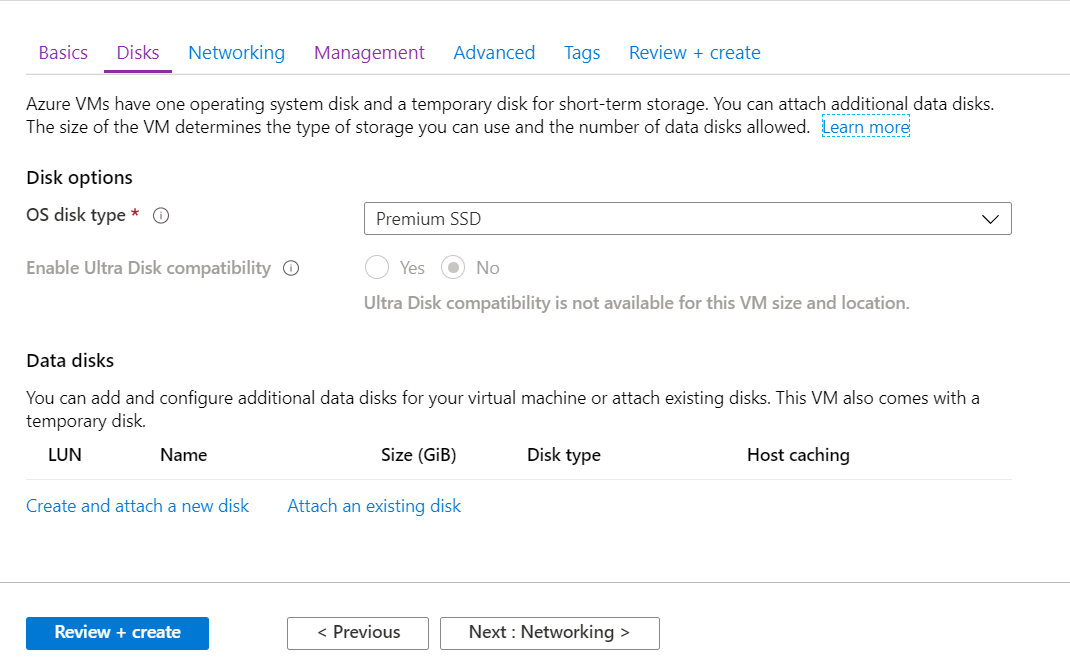 Basics Disks Networking Management Advanced Tags Review + create
Azure VMs have one operating system disk and a temporary disk for short-term storage. You can attach additional data disks.
The size of the VM determines the type of storage you can use and the number of data disks allowed. Learn more
Disk options
OS disk type *
Premium SSD
Enable Ultra Disk compatibility
Yes No
Ultra Disk compatibility is not available for this VM size and location.
Data disks
You can add and configure additional data disks for your virtual machine or attach existing disks. This VM also comes with a
temporary disk.
LUN Name Size (GiB) Disk type Host caching
Create and attach a new disk Attach an existing disk
Review + create < Previous Next : Networking >